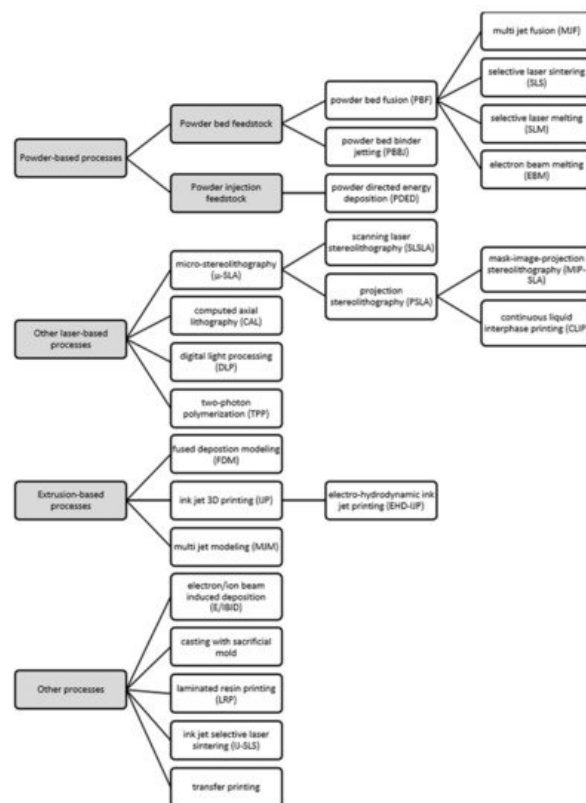 multi jet fusion (MJF)
selective laser sintering
(SLS)
powder bed fusion (PBF)
selective laser melting
(SLM)
Powder bed feedstock
powder bed binder
jetting (PBBJ)
electron beam melting
(EBM)
Powder-based processes
Powder injection
feedstock
powder directed energy
deposition (PDED)
scanning laser
stereolithography (SLSLA)
micro-stereolithography
(μ-SLA)
mask-image-projection
stereolithography (MIP-
SLA)
projection
stereolithography (PSLA)
computed axial
lithography (CAL)
continuous liquid
interphase printing (CLIP)
Other laser-based
processes
digital light processing
(DLP)
two-photon
polymerization (TPP)
fused depostion modeling
(FDM)
Extrusion-based
processes
ink jet 3D printing (IJP)
electro-hydrodynamic ink
jet printing (EHD-IJP)
multi jet modeling (MJM)
electron/ion beam
induced deposition
(E/IBID)
casting with sacrificial
mold
Other processes
laminated resin printing
(LRP)
ink jet selective laser
sintering (IJ-SLS)
transfer printing